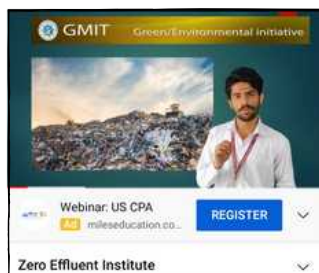 GMIT
Green/Environmental initiative
Webinar: US CPA
Ad mileseducation.co...
REGISTER
Zero Effluent Institute